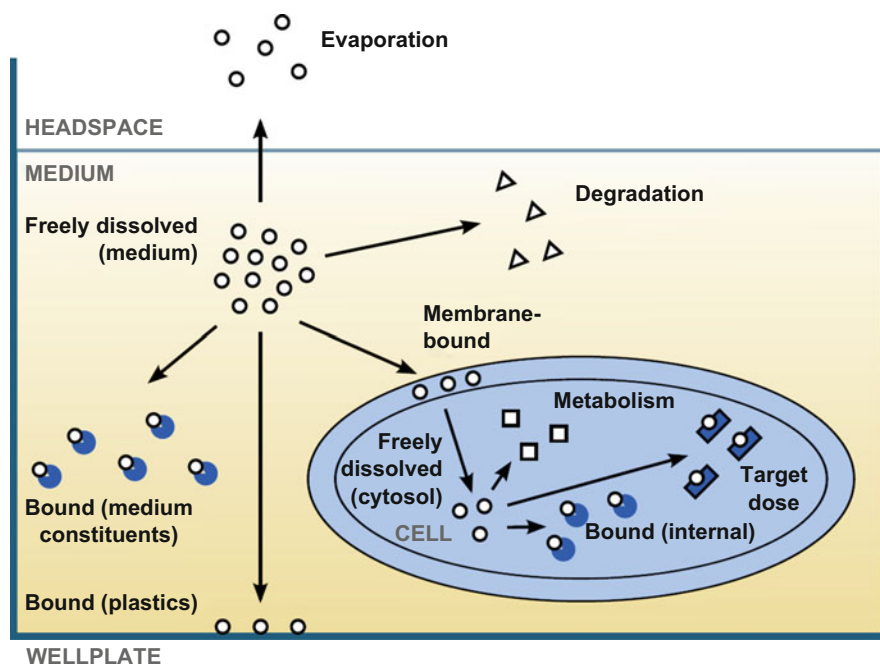 Evaporation
HEADSPACE
MEDIUM
Freely dissolved
(medium)
Degradation
Membrane-
bound
Metabolism
Freely
dissolved
(cytosol)
Target
dose
CELL
Bound (internal)
Bound (medium
constituents)
Bound (plastics)
WELLPLATE